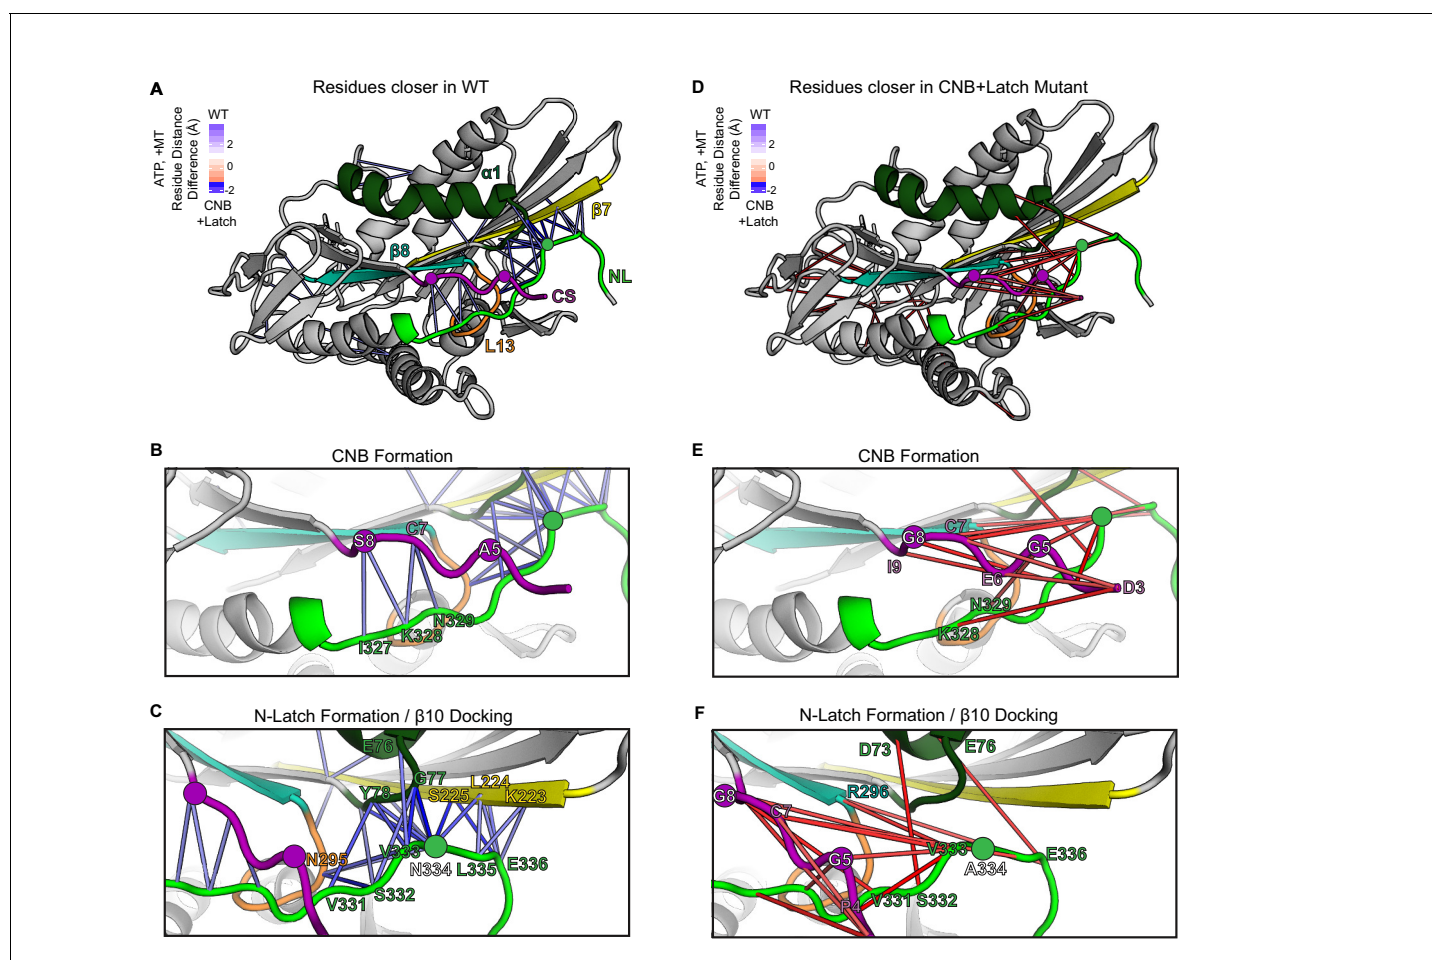 A
Residues closer in WT
ATP, +MT
Residue Distance
Difference (Å)
WT
2
0
-2
CNB
+Latch
α1
β7
β8
NL
CS
L13
D
Residues closer in CNB+Latch Mutant
ATP, +MT
Residue Distance
Difference (Å)
WT
2
0
-2
CNB
+Latch
B
CNB Formation
S8
C7
A5
N329
K328
I327
E
CNB Formation
C7
G8
G5
I9
E6
D3
N329
K328
C
N-Latch Formation / β10 Docking
E76
G77
L224
Y78
S225
K223
N295
V333
N334
L335
E336
S332
V331
F
N-Latch Formation / β10 Docking
D73
E76
R296
G8
C7
V333
G5
A334
E336
P4
V331
S332